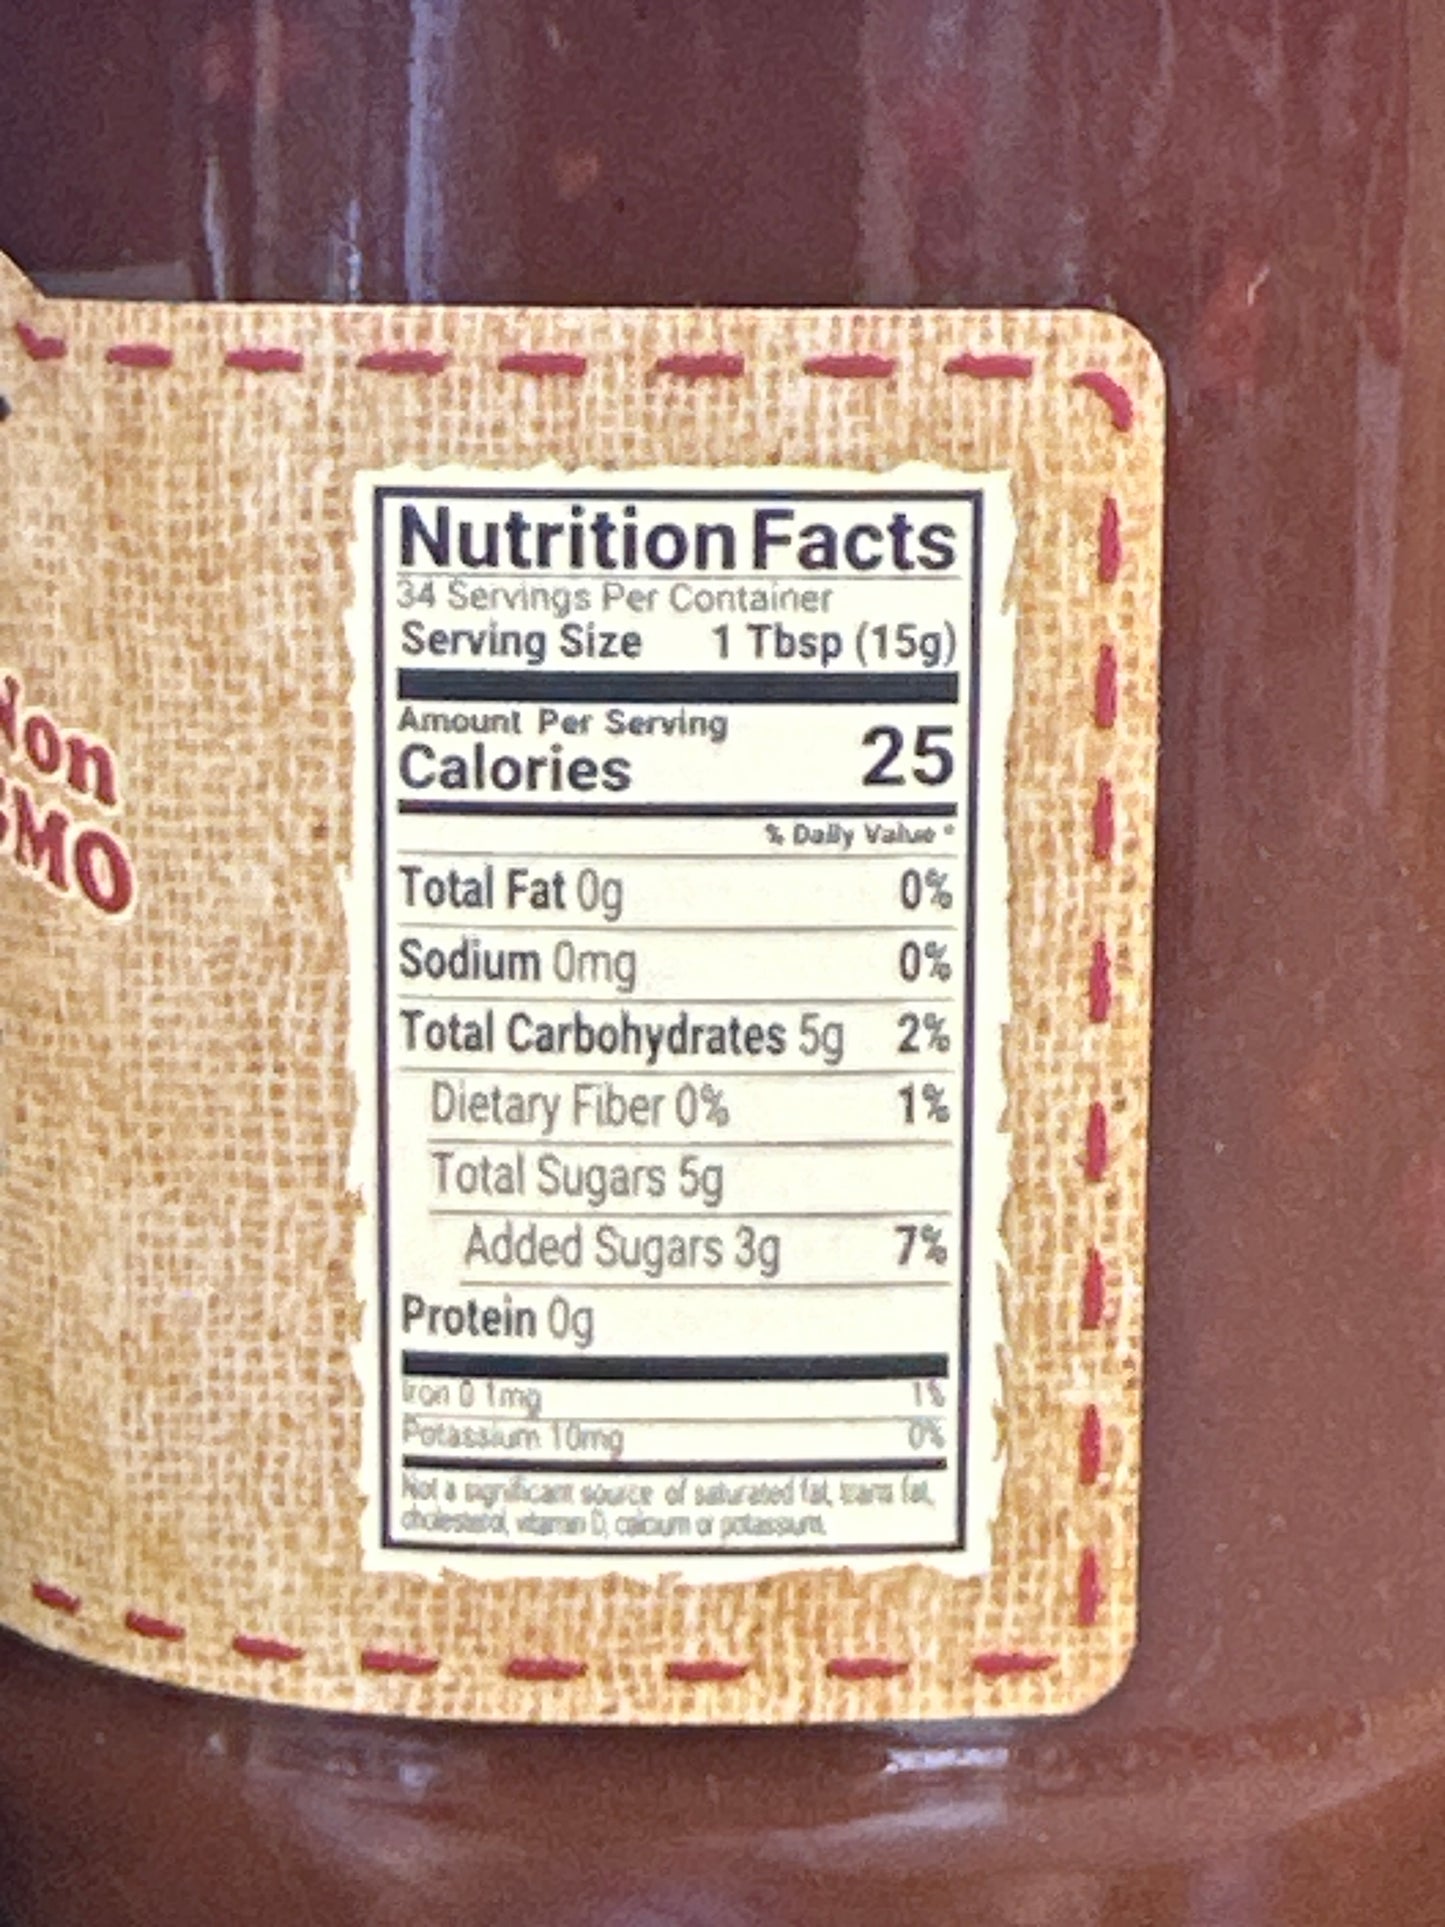 Non
GMO
Nutrition Facts
34 Servings Per Container
Serving Size 1 Tbsp (15g)
Amount Per Serving
Calories 25
% Daily Value *
Total Fat 0g 0%
Sodium 0mg 0%
Total Carbohydrates 5g 2%
Dietary Fiber 0% 1%
Total Sugars 5g
Added Sugars 3g 7%
Protein 0g
Iron 0 1mg 1%
Potassium 10mg 0%
Not a significant source of saturated fat, trans fat,
cholesterol, vitamin D, calcium or potassium.